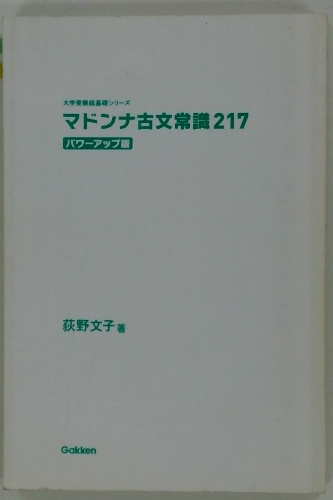 大学受験超基礎シリーズ
マドンナ古文常識217
パワーアップ版
荻野文子 著
Gakken